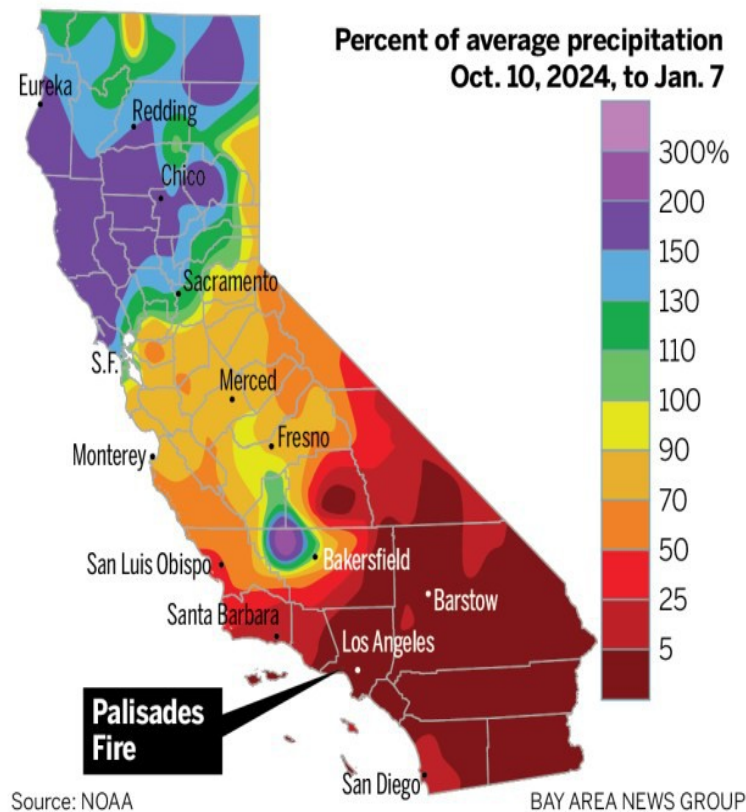 Percent of average precipitation
Oct. 10, 2024, to Jan. 7
Eureka
Redding
Chico
Sacramento
S.F.
Merced
Fresno
Monterey
San Luis Obispo
Bakersfield
Santa Barbara
Barstow
Los Angeles
Palisades
Fire
San Diego
300%
200
150
130
110
100
90
70
50
25
5
Source: NOAA
BAY AREA NEWS GROUP